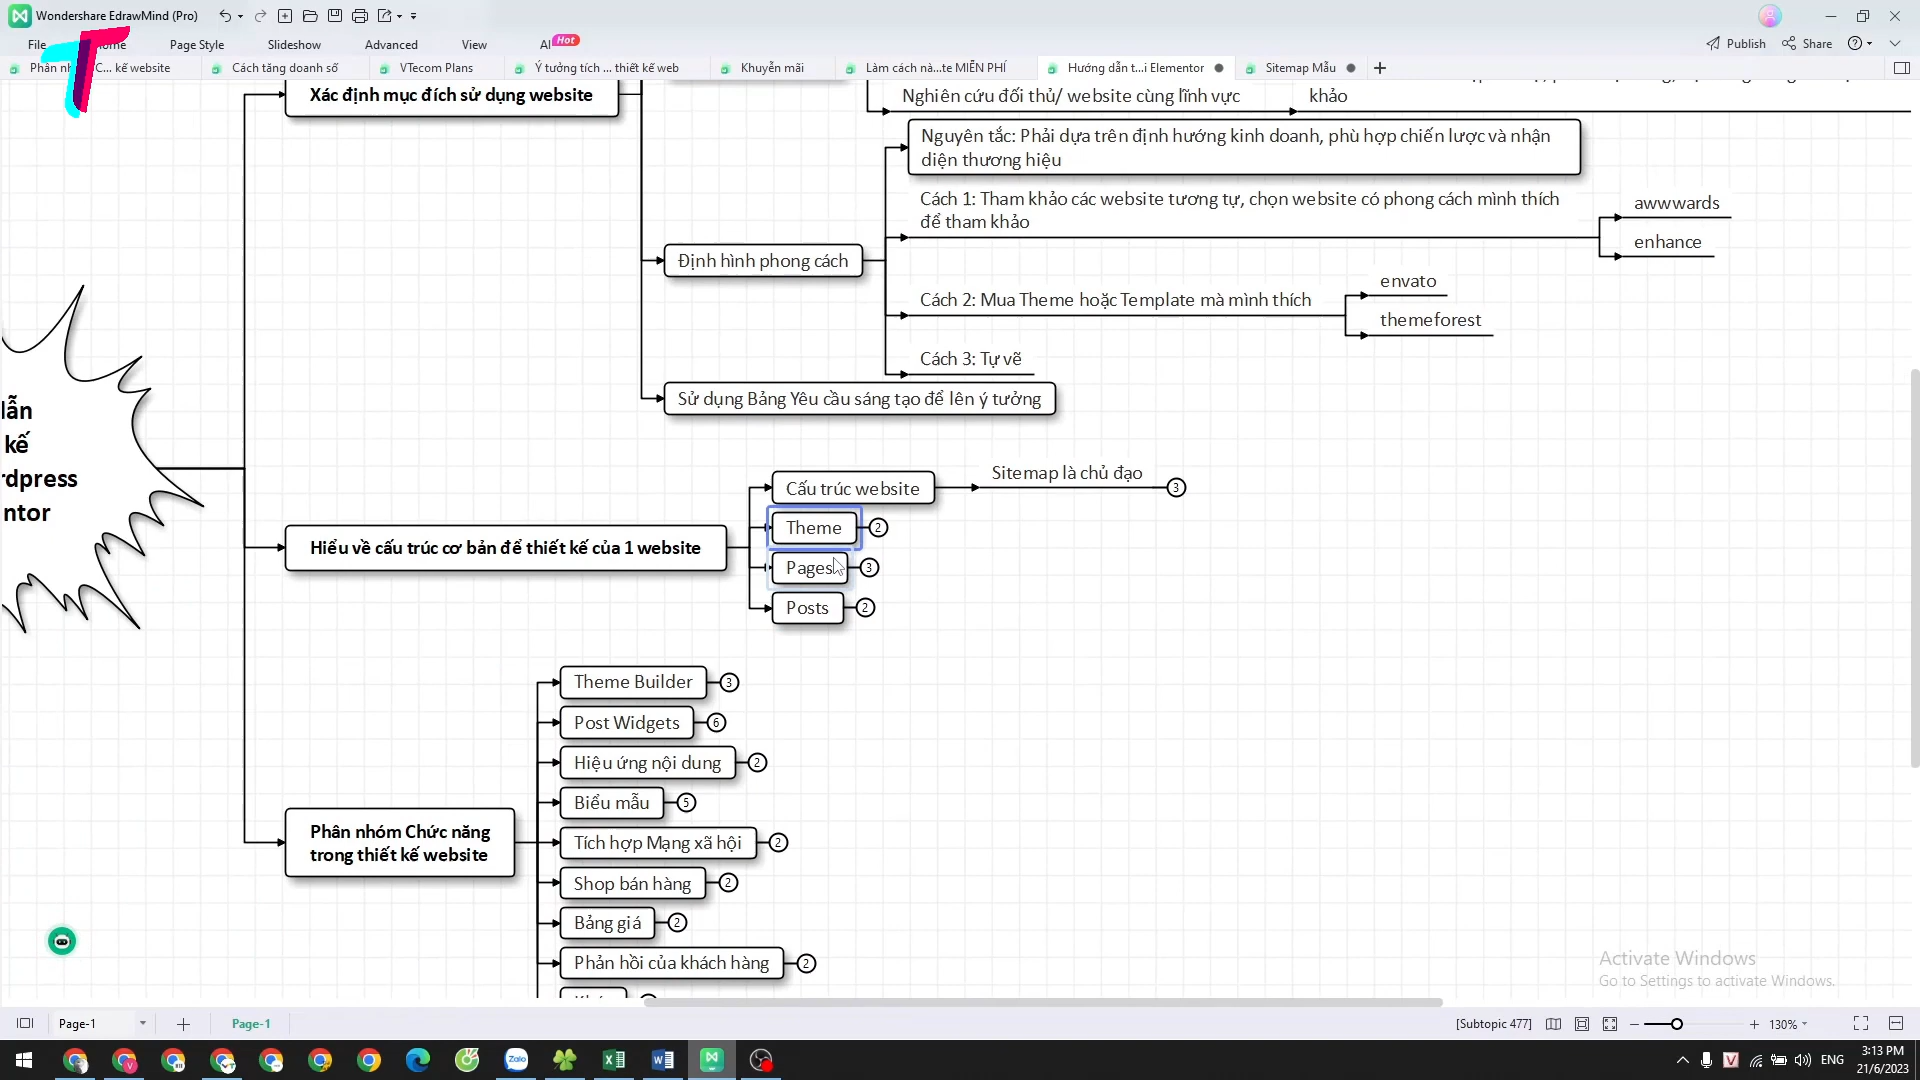 Wondershare EdrawMind (Pro)
File
Home
Page Style
Slideshow
Advanced
View
AI
Hot
Publish
Share
C... kế website
Cách tăng doanh số
VTecom Plans
Ý tưởng tích ... thiết kế web
Khuyễn mãi
Làm cách nà...te MIỄN PHÍ
Hướng dẫn t...i Elementor
Sitemap Mẫu
Xác định mục đích sử dụng website
Nghiên cứu đối thủ/ website cùng lĩnh vực
khảo
Nguyên tắc: Phải dựa trên định hướng kinh doanh, phù hợp chiến lược và nhận
diện thương hiệu
Cách 1: Tham khảo các website tương tự, chọn website có phong cách mình thích
để tham khảo
awwwards
enhance
Định hình phong cách
Cách 2: Mua Theme hoặc Template mà mình thích
envato
themeforest
Cách 3: Tự vẽ
Sử dụng Bảng Yêu cầu sáng tạo để lên ý tưởng
lẫn
kế
rdpress
ntor
Hiểu về cấu trúc cơ bản để thiết kế của 1 website
Cấu trúc website
Sitemap là chủ đạo
3
Theme
2
Pages
3
Posts
2
Phân nhóm Chức năng
trong thiết kế website
Theme Builder
3
Post Widgets
6
Hiệu ứng nội dung
2
Biểu mẫu
5
Tích hợp Mạng xã hội
2
Shop bán hàng
2
Bảng giá
2
Phản hồi của khách hàng
2
Activate Windows
Go to Settings to activate Windows.
Page-1
Page-1
[Subtopic 477]
130%
Zalo
ENG
3:13 PM
21/6/2023